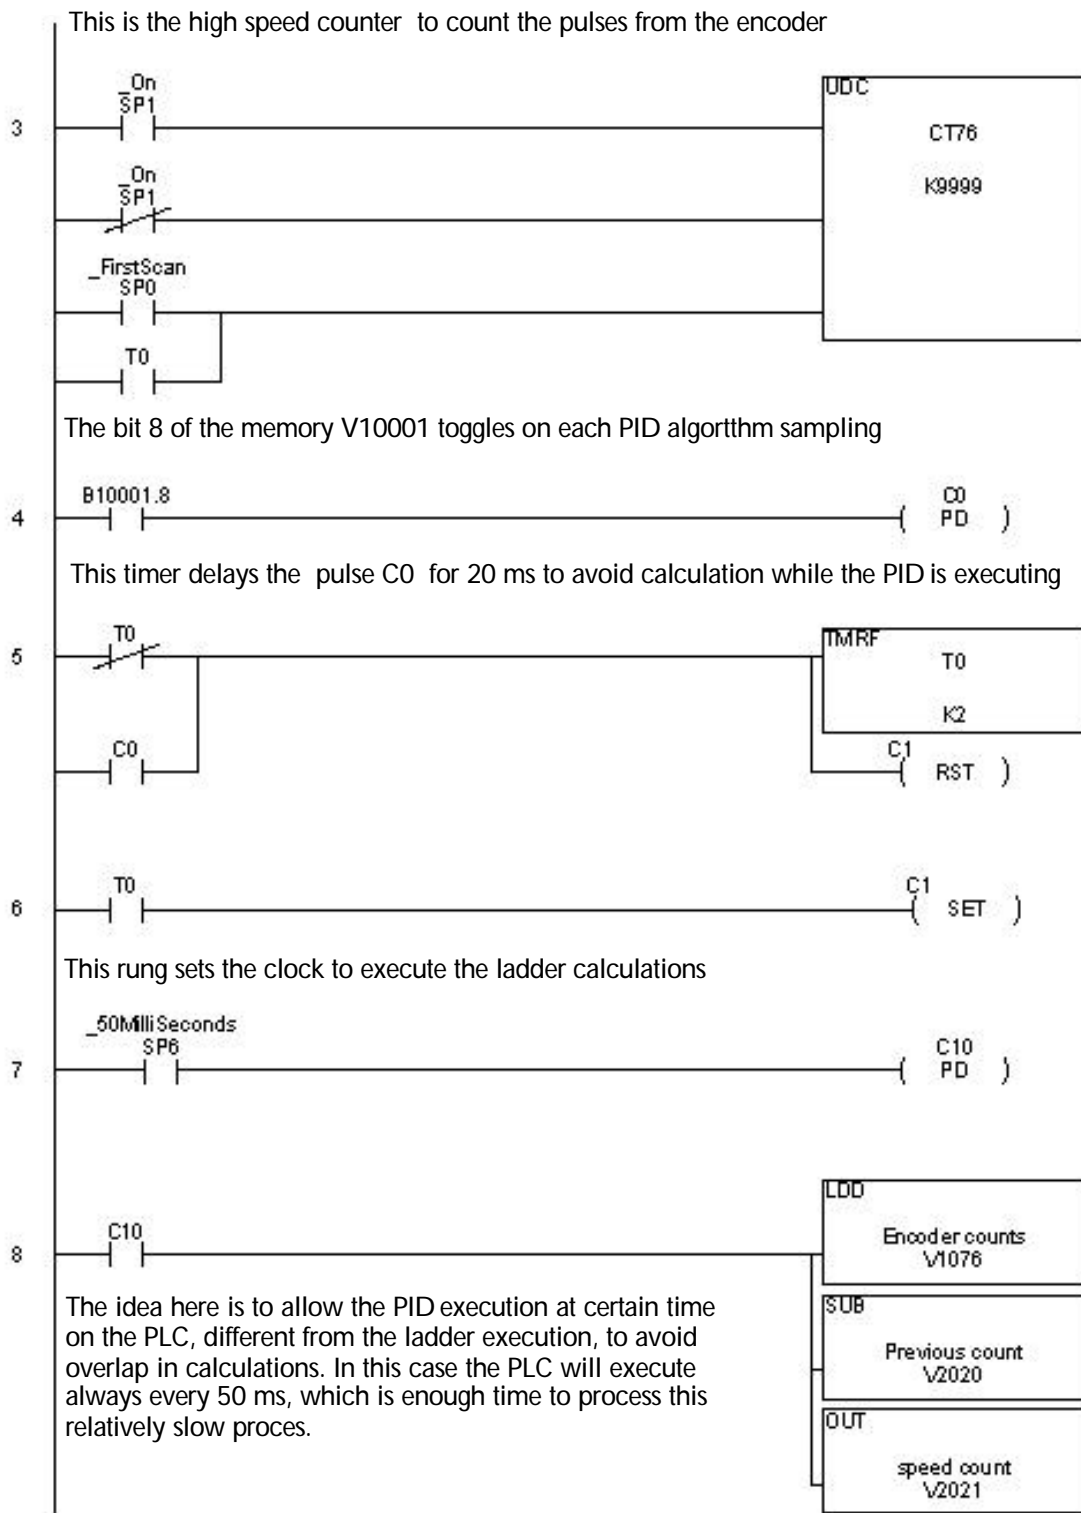 This is the high speed counter to count the pulses from the encoder
_On
SP1
UDC
3
CT76
K9999
_On
SP1
_FirstScan
SP0
T0
The bit 8 of the memory V10001 toggles on each PID algortthm sampling
B10001.8
C0
4
PD
This timer delays the pulse C0 for 20 ms to avoid calculation while the PID is executing
T0
TMRF
5
T0
K2
C0
C1
RST
T0
C1
6
SET
This rung sets the clock to execute the ladder calculations
_50MilliSeconds
SP6
C10
7
PD
LDD
C10
Encoder counts
8
V1076
The idea here is to allow the PID execution at certain time
on the PLC, different from the ladder execution, to avoid
overlap in calculations. In this case the PLC will execute
always every 50 ms, which is enough time to process this
relatively slow proces.
SUB
Previous count
V2020
OUT
speed count
V2021